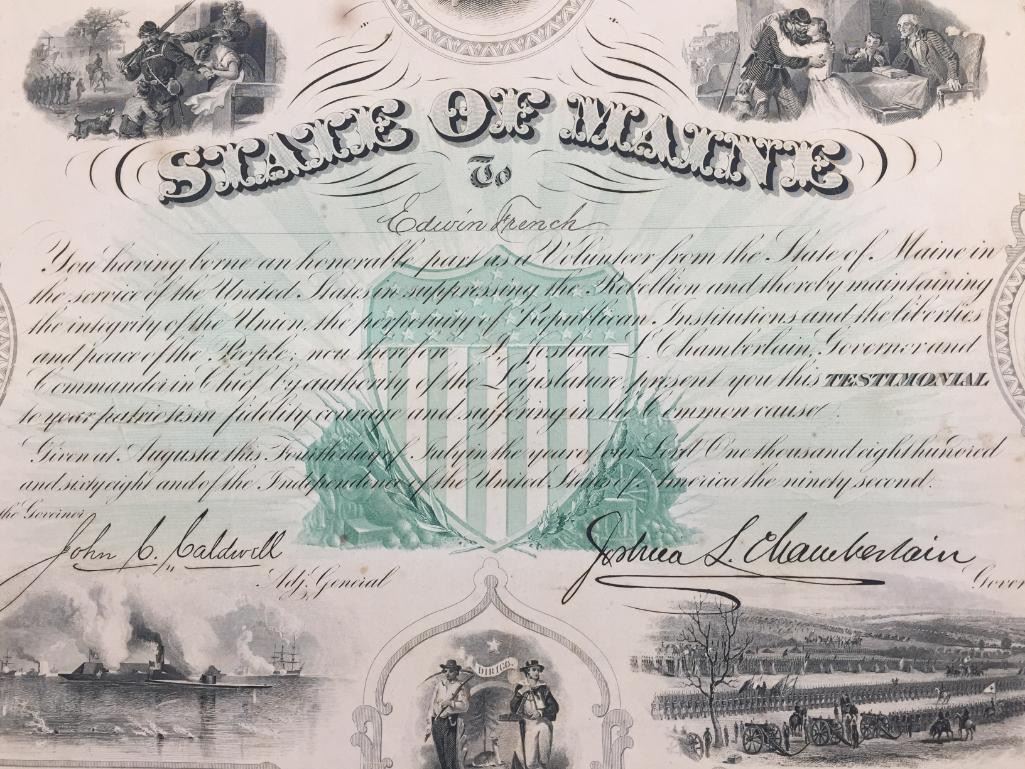 STATE OF MAINE
To
Edwin French
You having borne an honorable part as a Volunteer from the State of Maine in
the service of the United States in suppressing the Rebellion and thereby maintaining
the integrity of the Union, the perpetuity of Republican Institutions and the liberties
and peace of the People; now therefore I Joshua L. Chamberlain, Governor and
Commander in Chief, by authority of the Legislature present you this TESTIMONIAL
to your patriotism fidelity, courage and suffering in the common cause.
Given at Augusta this Fourth day of July in the year of our Lord One thousand eight hundred
and sixty eight and of the Independence of the United States of America the ninety second.
the Governor
John C. Caldwell
Joshua L. Chamberlain
Adj. General
Gover
DIRIGO.